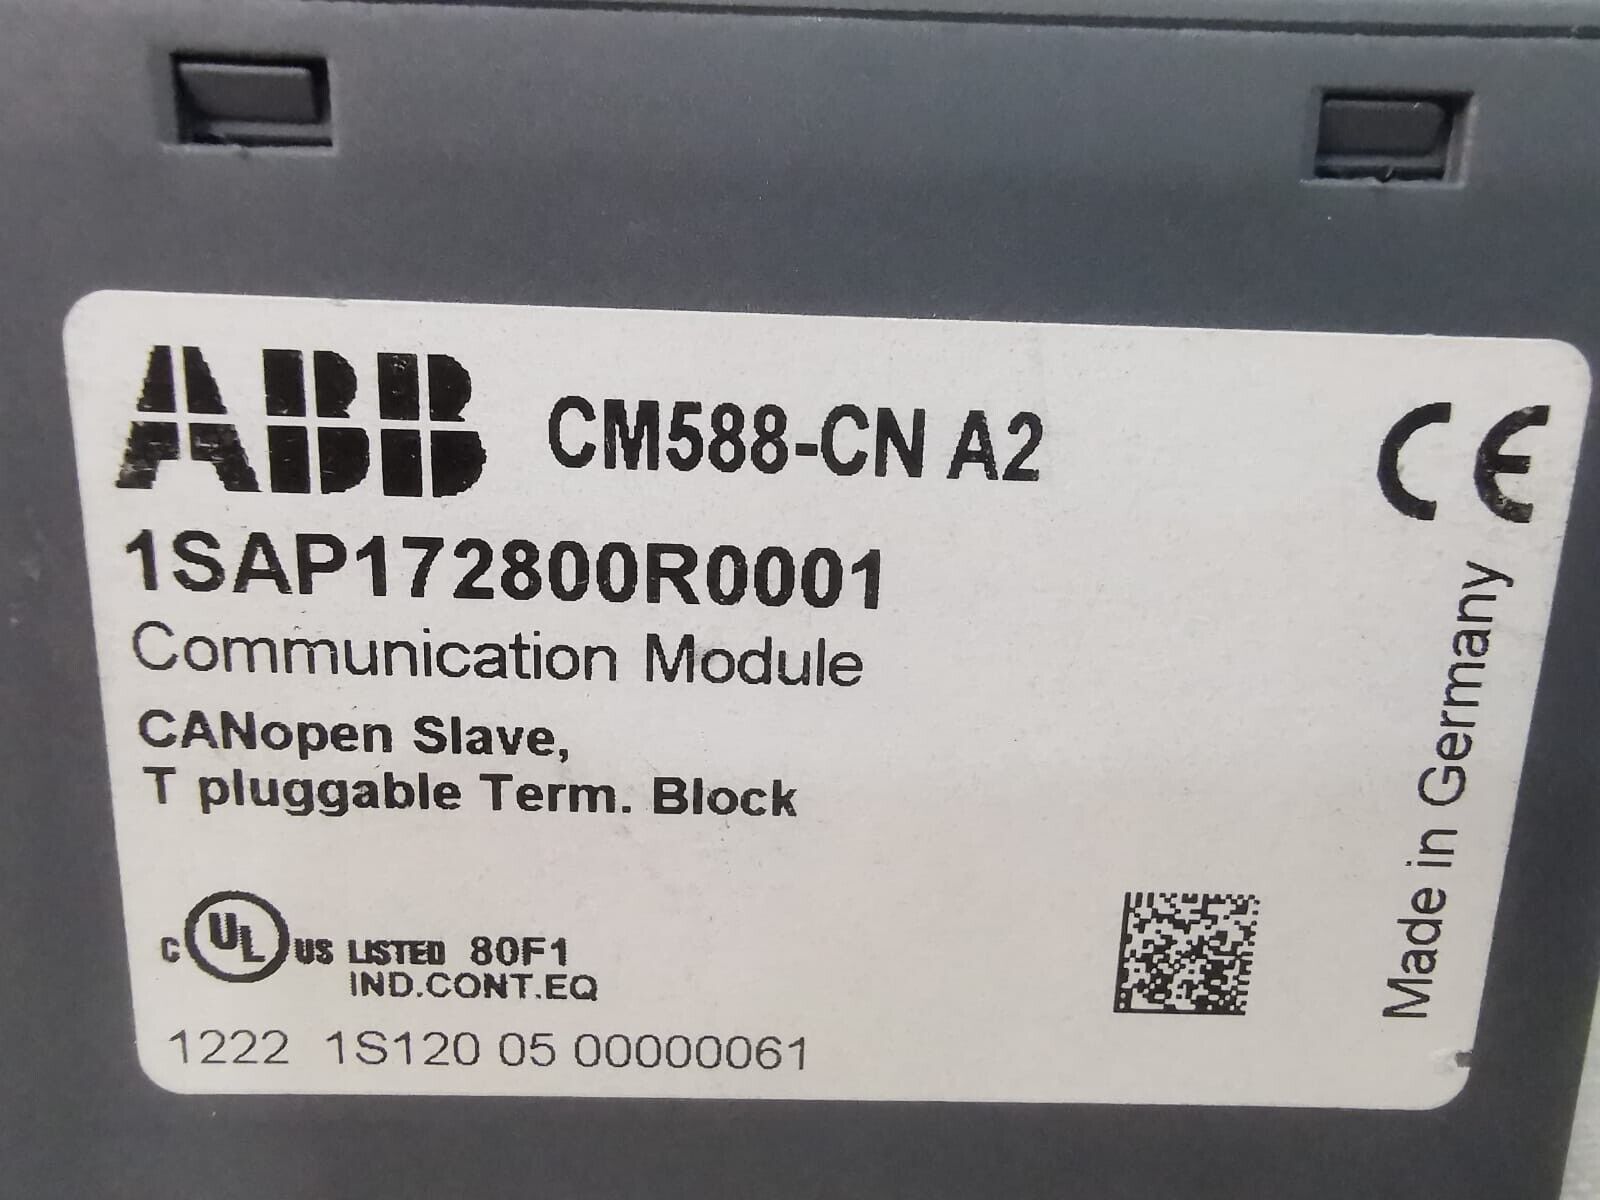 ABB CM588-CN A2 CE
1SAP172800R0001
Communication Module
CANopen Slave,
T pluggable Term. Block
C UL US LISTED 80F1
IND.CONT.EQ
1222 1S120 05 00000061
Made in Germany